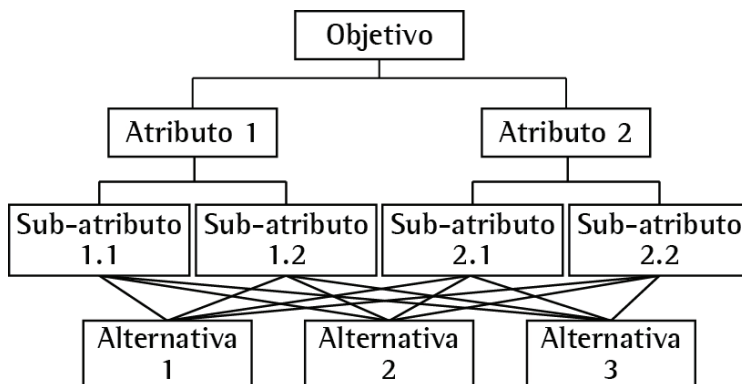 Objetivo
Atributo 1
Atributo 2
Sub-atributo
1.1
Sub-atributo
1.2
Sub-atributo
2.1
Sub-atributo
2.2
Alternativa
1
Alternativa
2
Alternativa
3